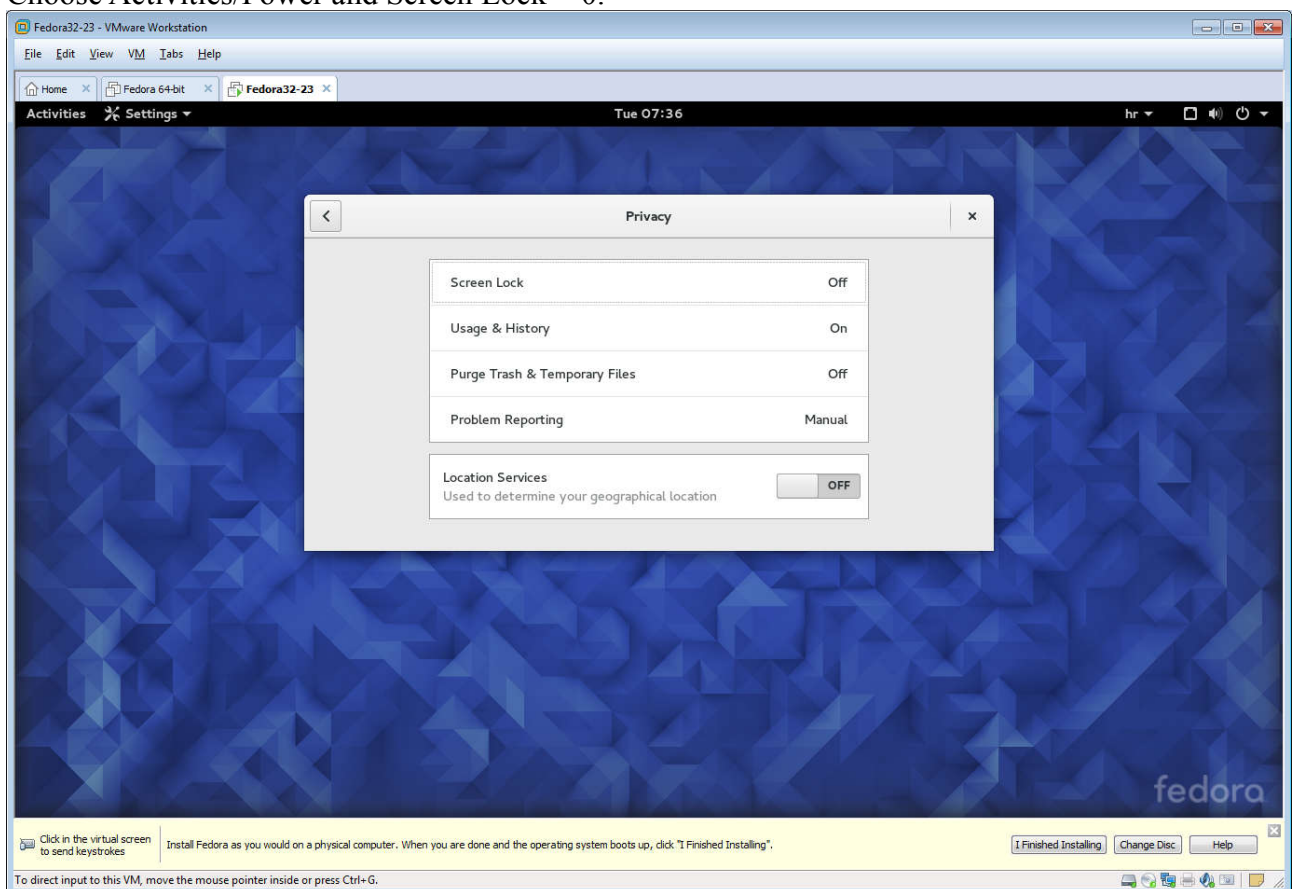 Choose Activities/Power and Screen Lock
Fedora32-23 - VMware Workstation
File Edit View VM Tabs Help
Home Fedora 64-bit Fedora32-23
Activities Settings Tue 07:36 hr
Privacy
Screen Lock Off
Usage & History On
Purge Trash & Temporary Files Off
Problem Reporting Manual
Location Services
Used to determine your geographical location
OFF
fedora
Click in the virtual screen
to send keystrokes
Install Fedora as you would on a physical computer. When you are done and the operating system boots up, click "I Finished Installing".
I Finished Installing Change Disc Help
To direct input to this VM, move the mouse pointer inside or press Ctrl+G.